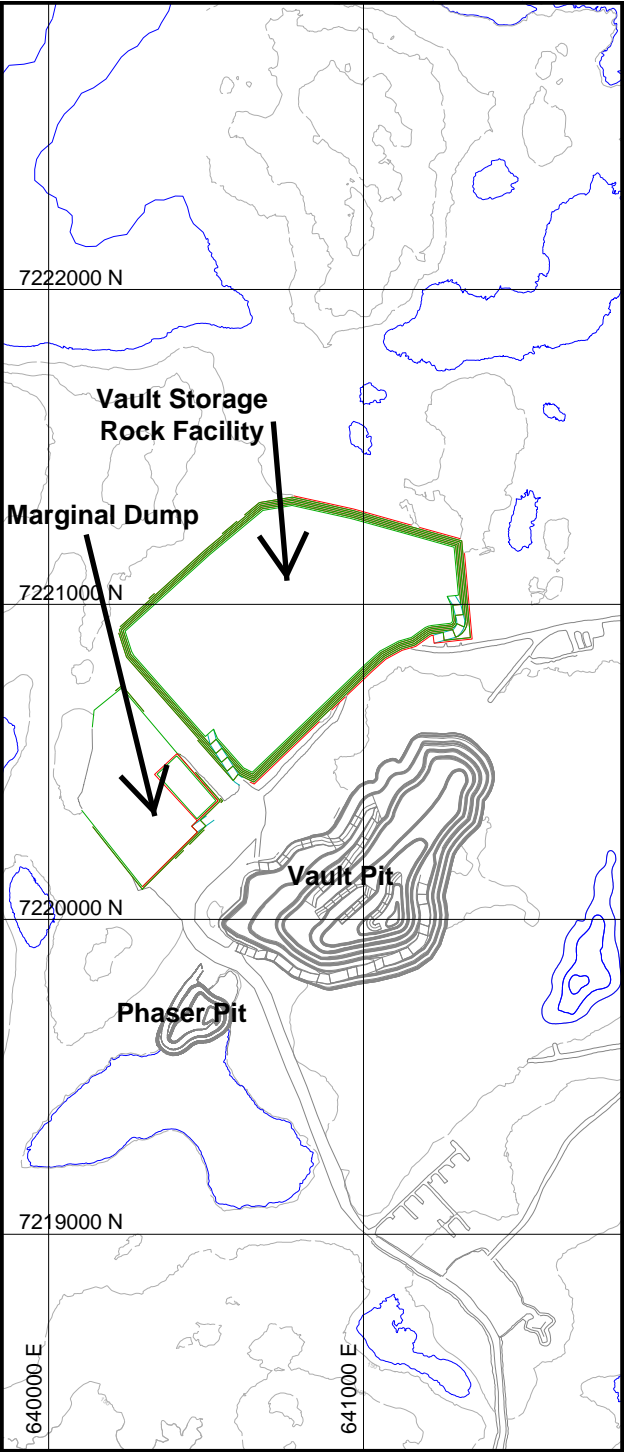 7222000 N
Vault Storage
Rock Facility
Marginal Dump
7221000 N
Vault Pit
7220000 N
Phaser Pit
7219000 N
640000 E
641000 E